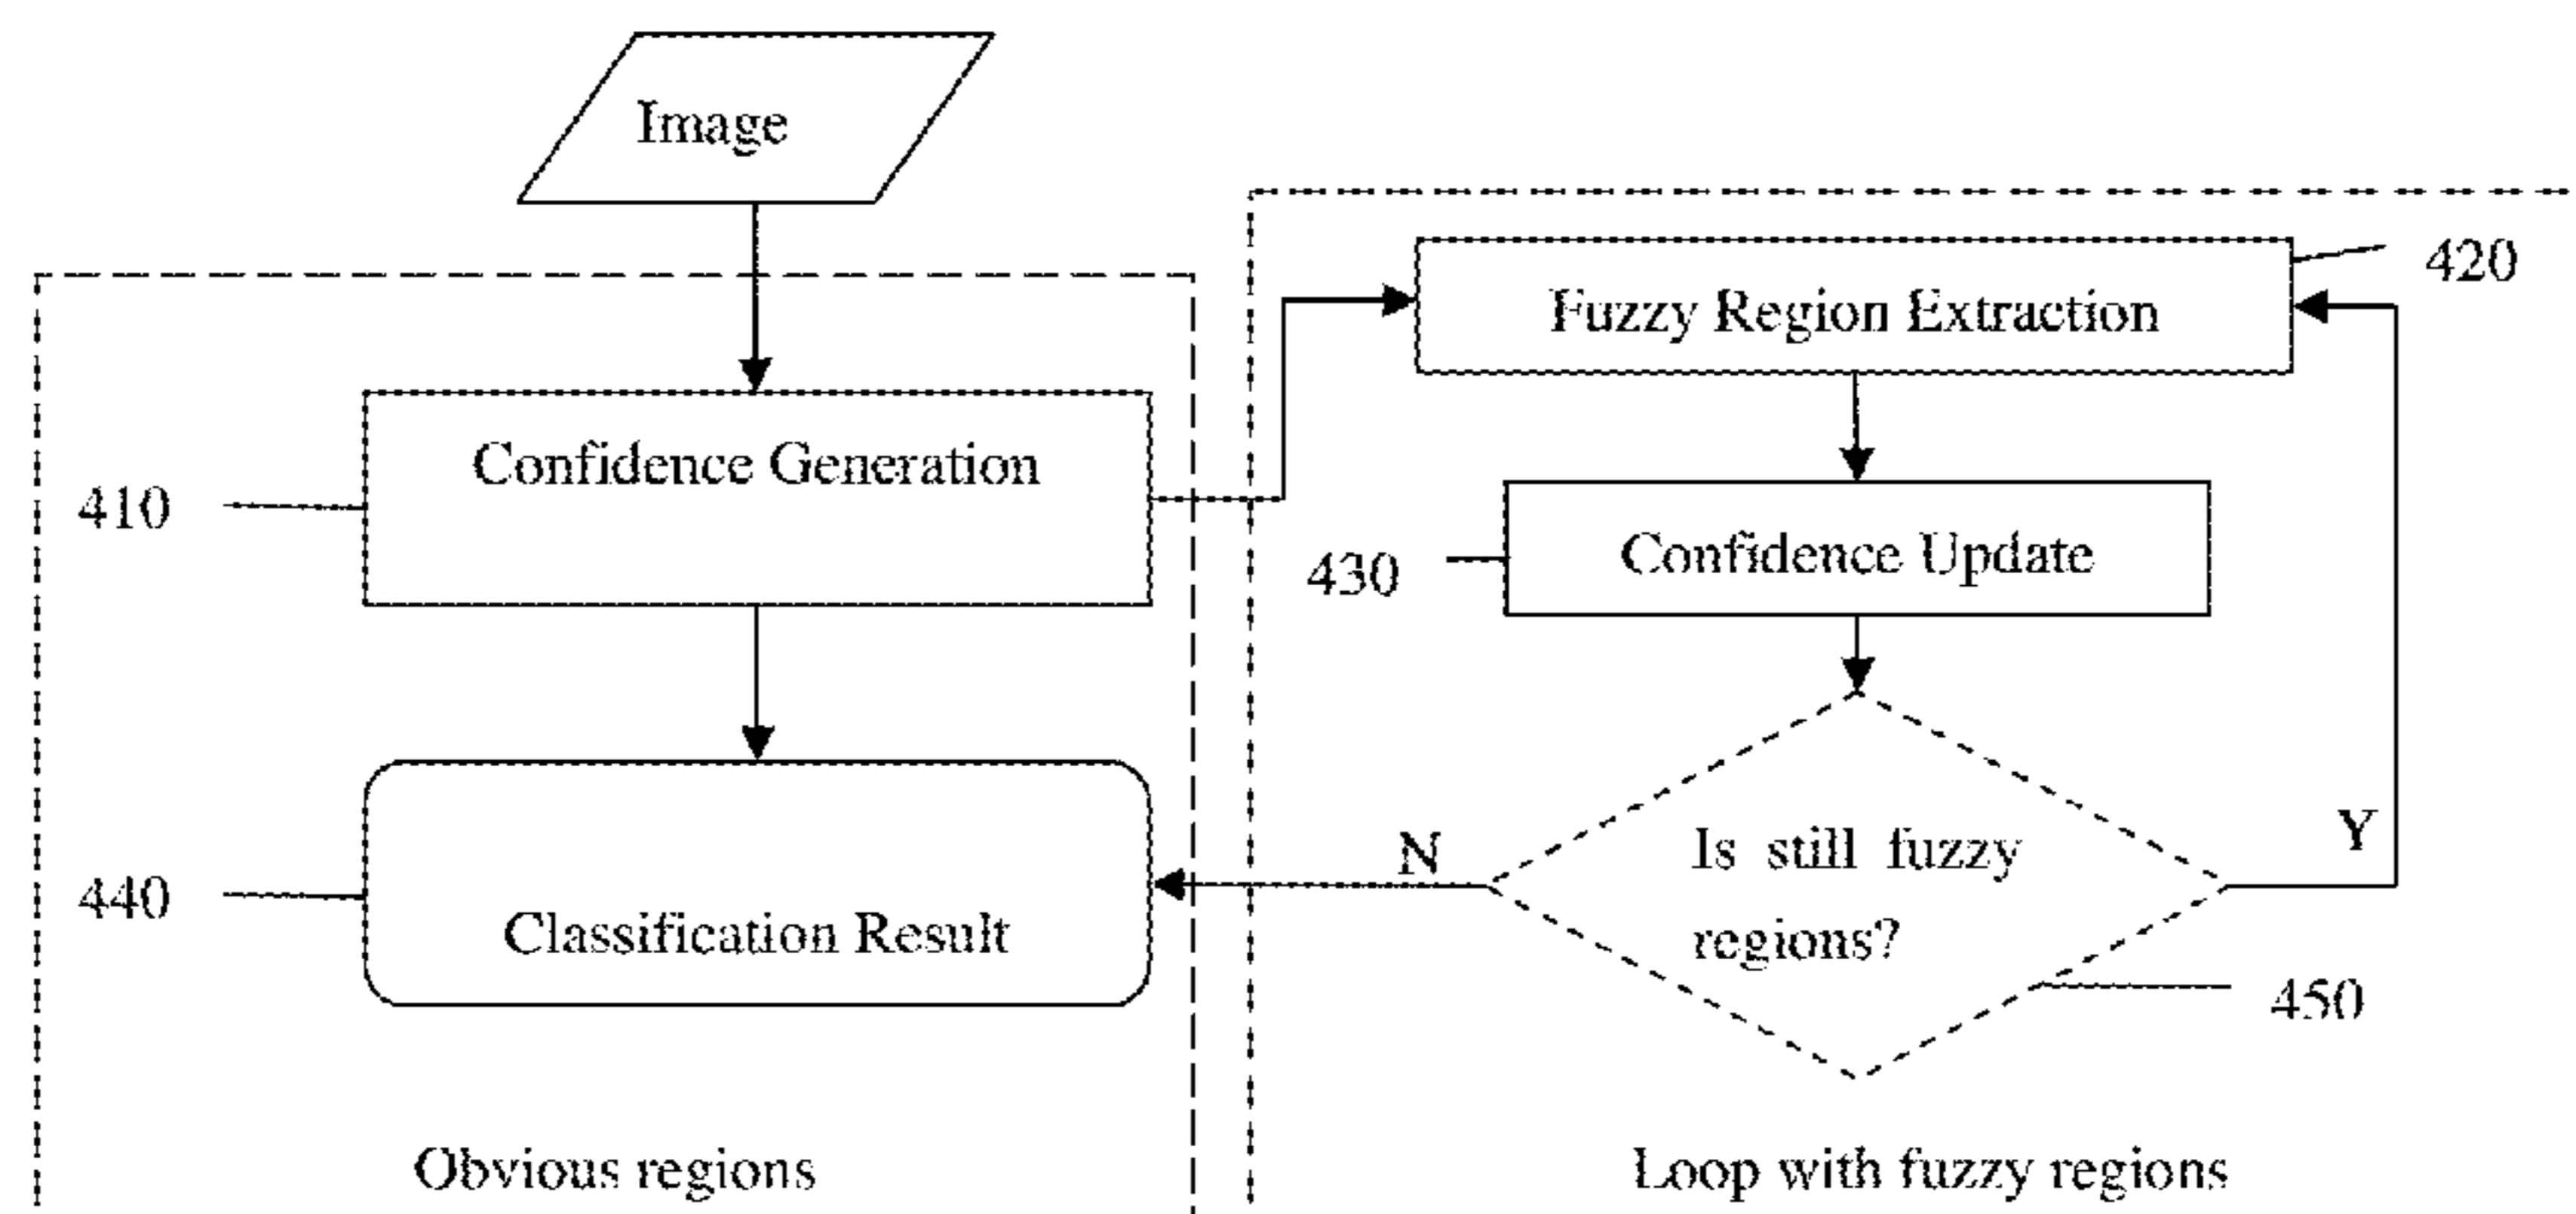 Image
Confidence Generation
410
Classification Result
440
Obvious regions
Fuzzy Region Extraction
420
Confidence Update
430
Is still fuzzy
regions?
N
Y
450
Loop with fuzzy regions